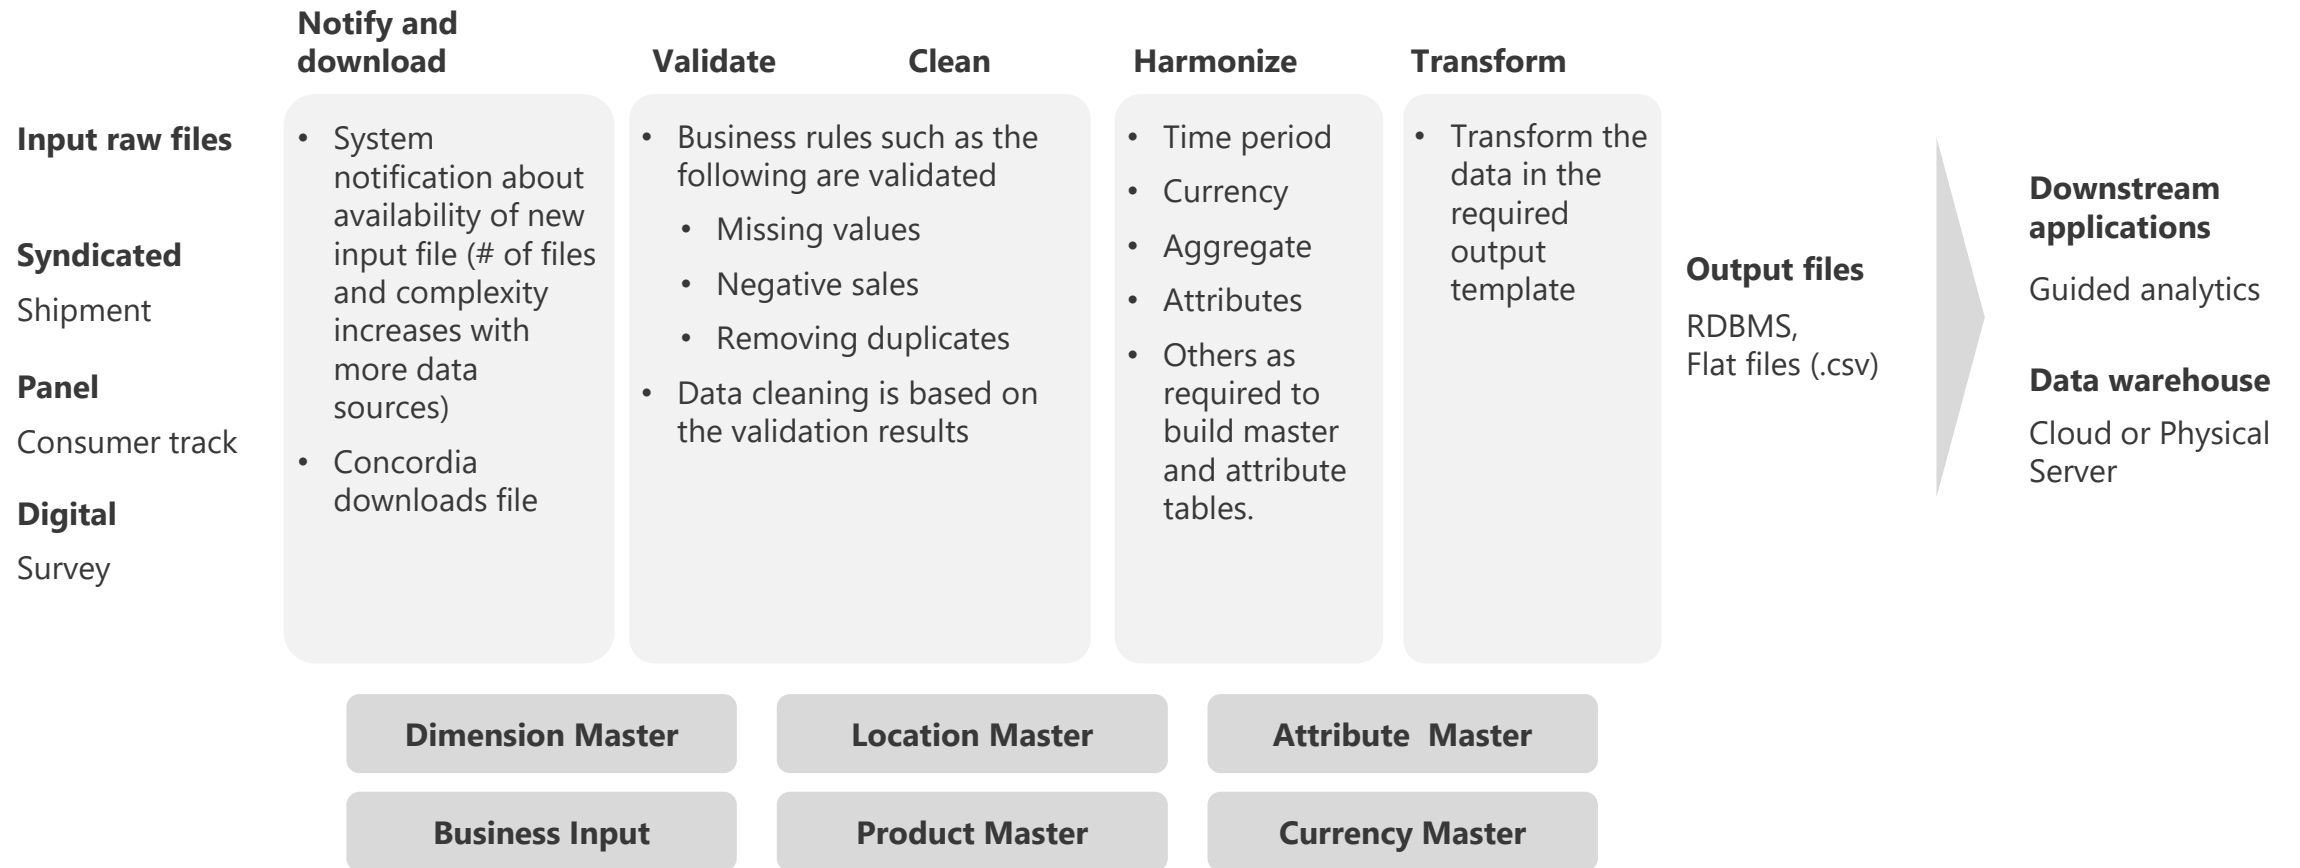 Notify and
download
Validate
Clean
Harmonize
Transform
Input raw files
Syndicated
Shipment
Panel
Consumer track
Digital
Survey
• System
notification about
availability of new
input file (# of files
and complexity
increases with
more data
sources)
• Concordia
downloads file
• Business rules such as the
following are validated
• Missing values
• Negative sales
• Removing duplicates
• Data cleaning is based on
the validation results
• Time period
• Currency
• Aggregate
• Attributes
• Others as
required to
build master
and attribute
tables.
• Transform the
data in the
required
output
template
Output files
RDBMS,
Flat files (.csv)
Downstream
applications
Guided analytics
Data warehouse
Cloud or Physical
Server
Dimension Master
Location Master
Attribute  Master
Business Input
Product Master
Currency Master